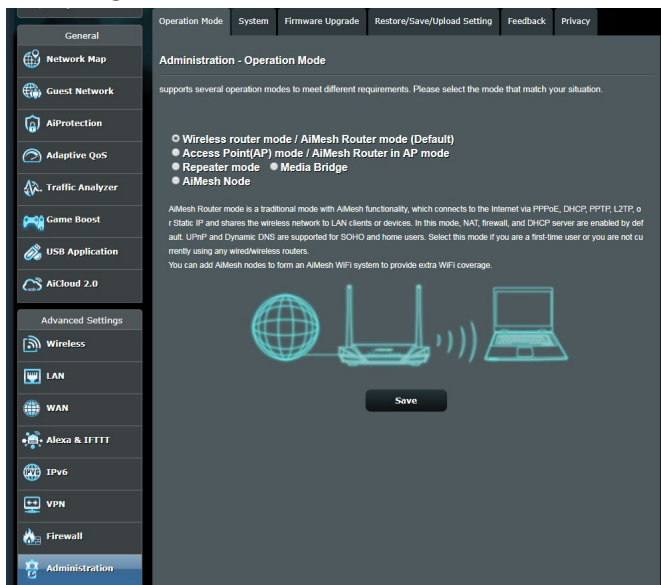 Operation Mode System Firmware Upgrade Restore/Save/Upload Setting Feedback Privacy
General
Network Map
Guest Network
AiProtection
Adaptive QoS
Traffic Analyzer
Game Boost
USB Application
AiCloud 2.0
Advanced Settings
Wireless
LAN
WAN
Alexa & IFTTT
IPv6
VPN
Firewall
Administration
Administration - Operation Mode
supports several operation modes to meet different requirements. Please select the mode that match your situation.
Wireless router mode / AiMesh Router mode (Default)
Access Point(AP) mode / AiMesh Router in AP mode
Repeater mode Media Bridge
AiMesh Node
AiMesh Router mode is a traditional mode with AiMesh functionality, which connects to the Internet via PPPoE, DHCP, PPTP, L2TP, o
r Static IP and shares the wireless network to LAN clients or devices. In this mode, NAT, firewall, and DHCP server are enabled by def
ault. UPnP and Dynamic DNS are supported for SOHO and home users. Select this mode if you are a first-time user or you are not cu
rrently using any wired/wireless routers.
You can add AiMesh nodes to form an AiMesh WiFi system to provide extra WiFi coverage.
Save